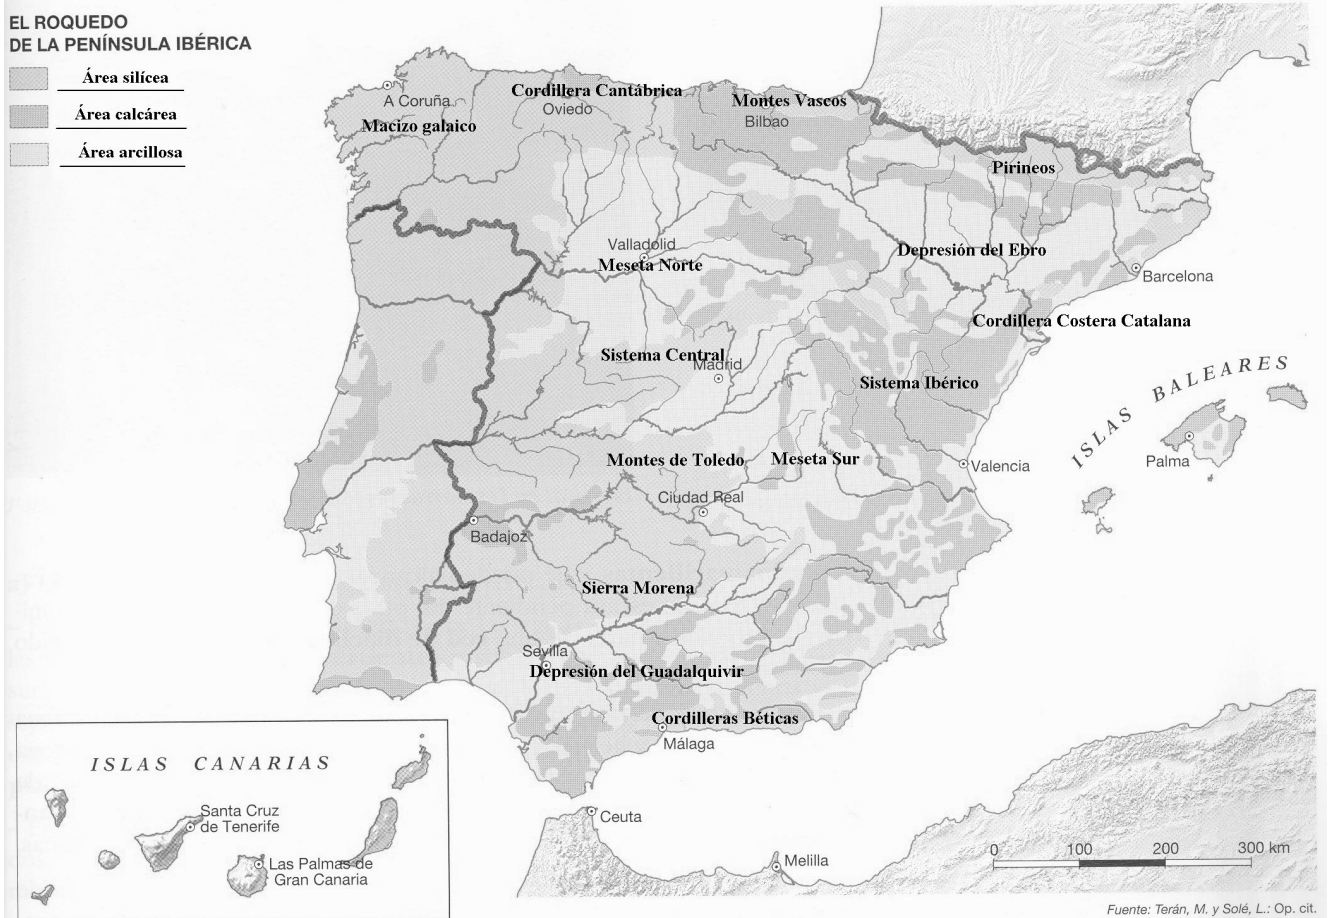 EL ROQUEDO
DE LA PENÍNSULA IBÉRICA
Área silícea
Área calcárea
Área arcillosa
A Coruña
Cordillera Cantábrica
Oviedo
Montes Vascos
Bilbao
Macizo galaico
Pirineos
Valladolid
Meseta Norte
Depresión del Ebro
Barcelona
Cordillera Costera Catalana
Sistema Central
Madrid
Sistema Ibérico
ISLAS BALEARES
Palma
Montes de Toledo
Meseta Sur
Valencia
Ciudad Real
Badajoz
Sierra Morena
Sevilla
Depresión del Guadalquivir
Cordilleras Béticas
Málaga
ISLAS CANARIAS
Santa Cruz
de Tenerife
Las Palmas de
Gran Canaria
Ceuta
Melilla
0 100 200 300 km
Fuente: Terán, M. y Solé, L.: Op. cit.